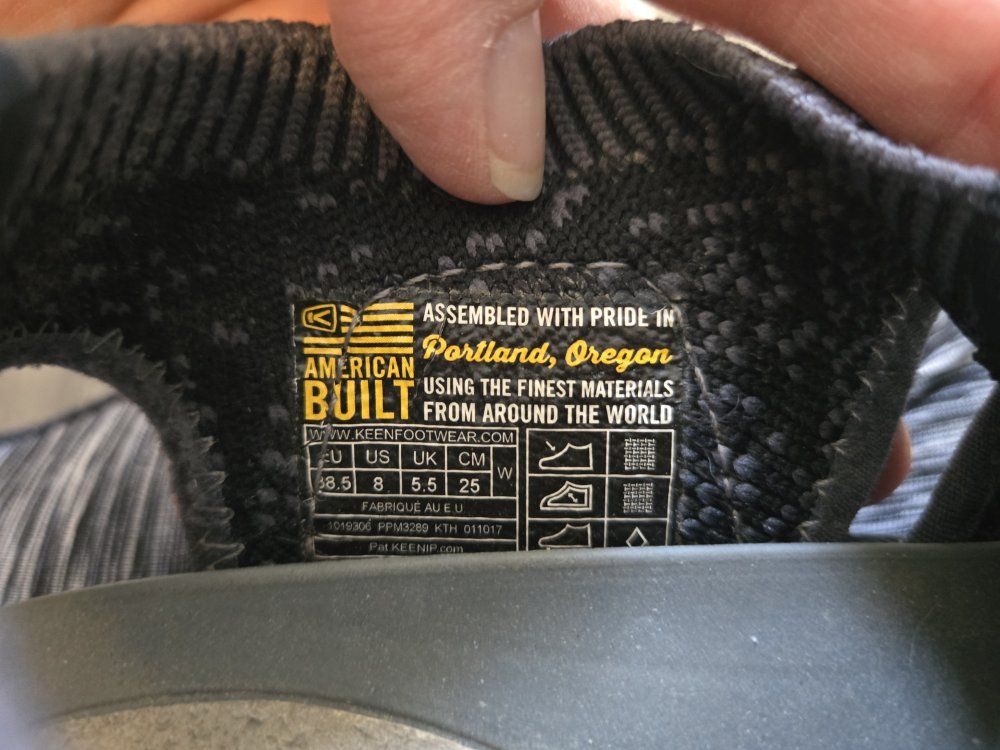 ASSEMBLED WITH PRIDE IN
Portland, Oregon
AMERICAN
BUILT
USING THE FINEST MATERIALS
FROM AROUND THE WORLD
WWW.KEENFOOTWEAR.COM
EU US UK CM W
38.5 8 5.5 25
FABRIQUÉ AU E.U
1019306 PPM3289 KTH 011017
Pat.KEENIP.com